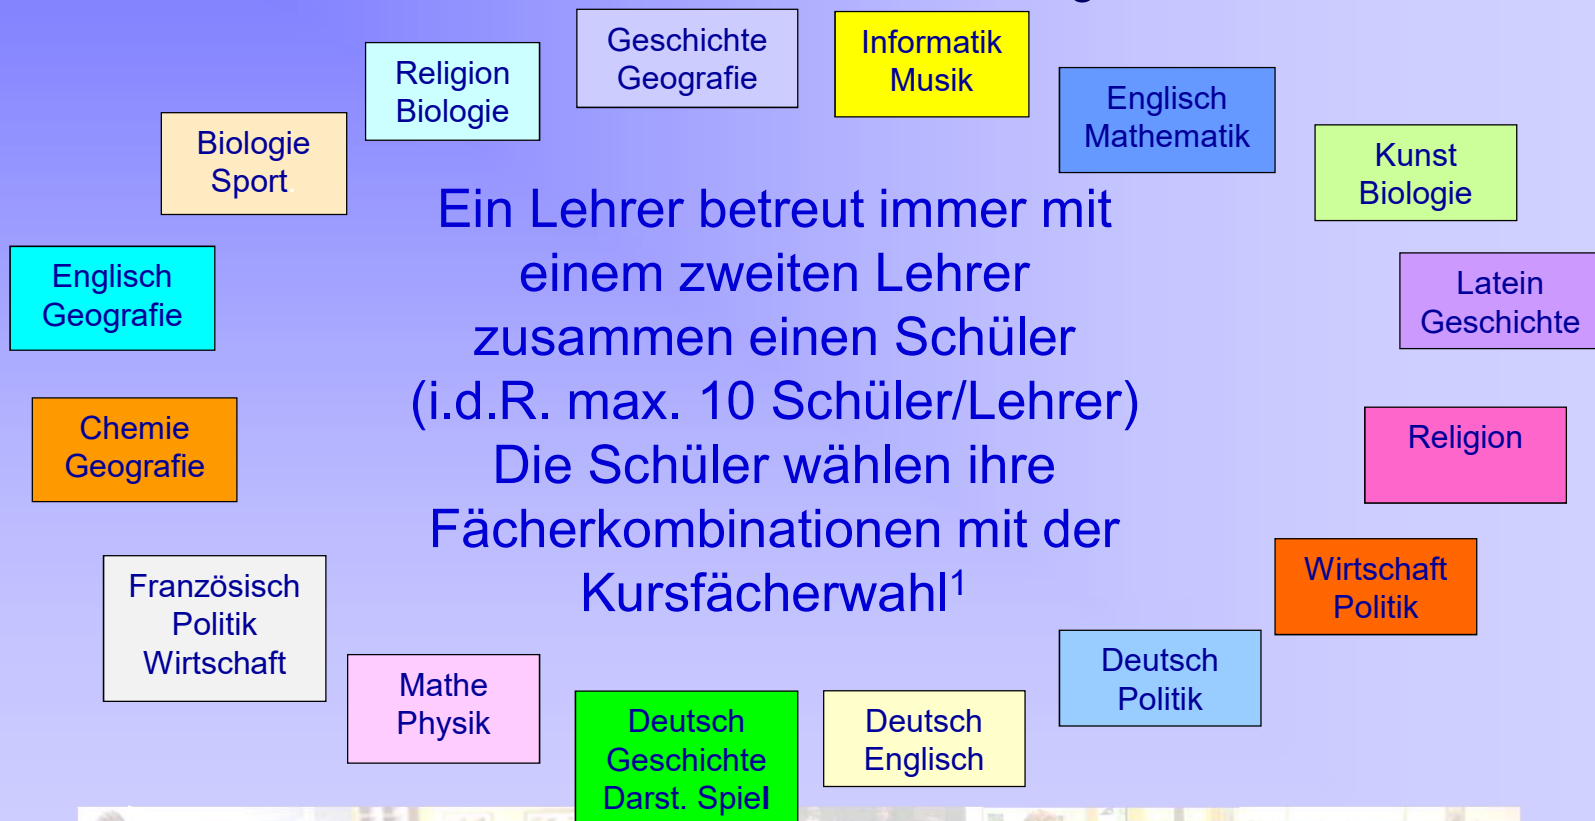 Geschichte
Geografie
Informatik
Musik
Religion
Biologie
Englisch
Mathematik
Biologie
Sport
Kunst
Biologie
Ein Lehrer betreut immer mit
einem zweiten Lehrer
zusammen einen Schüler
(i.d.R. max. 10 Schüler/Lehrer)
Die Schüler wählen ihre
Fächerkombinationen mit der
Kursfächerwahl¹
Englisch
Geografie
Latein
Geschichte
Chemie
Geografie
Religion
Französisch
Politik
Wirtschaft
Wirtschaft
Politik
Mathe
Physik
Deutsch
Politik
Deutsch
Geschichte
Darst. Spiel
Deutsch
Englisch